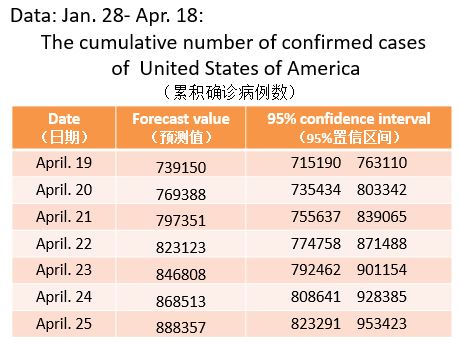 Data: Jan. 28- Apr. 18:
The cumulative number of confirmed cases
of United States of America
（累积确诊病例数）
Date Forecast value 95% confidence interval
（日期） （预测值） （95%置信区间）
April. 19 739150 715190 763110
April. 20 769388 735434 803342
April. 21 797351 755637 839065
April. 22 823123 774758 871488
April. 23 846808 792462 901154
April. 24 868513 808641 928385
April. 25 888357 823291 953423